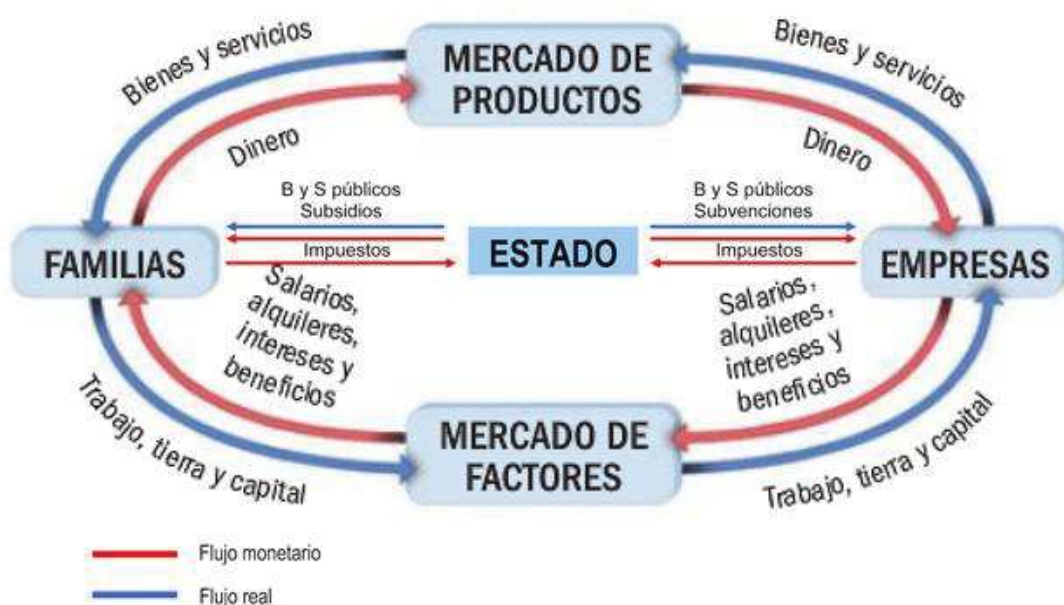 Bienes y servicios
MERCADO DE
PRODUCTOS
Bienes y servicios
Dinero
Dinero
B y S públicos
Subsidios
B y S públicos
Subvenciones
FAMILIAS
Impuestos
ESTADO
Impuestos
EMPRESAS
Salarios,
alquileres,
intereses y
beneficios
Salarios,
alquileres,
intereses y
beneficios
Trabajo, tierra y capital
MERCADO DE
FACTORES
Trabajo, tierra y capital
Flujo monetario
Flujo real